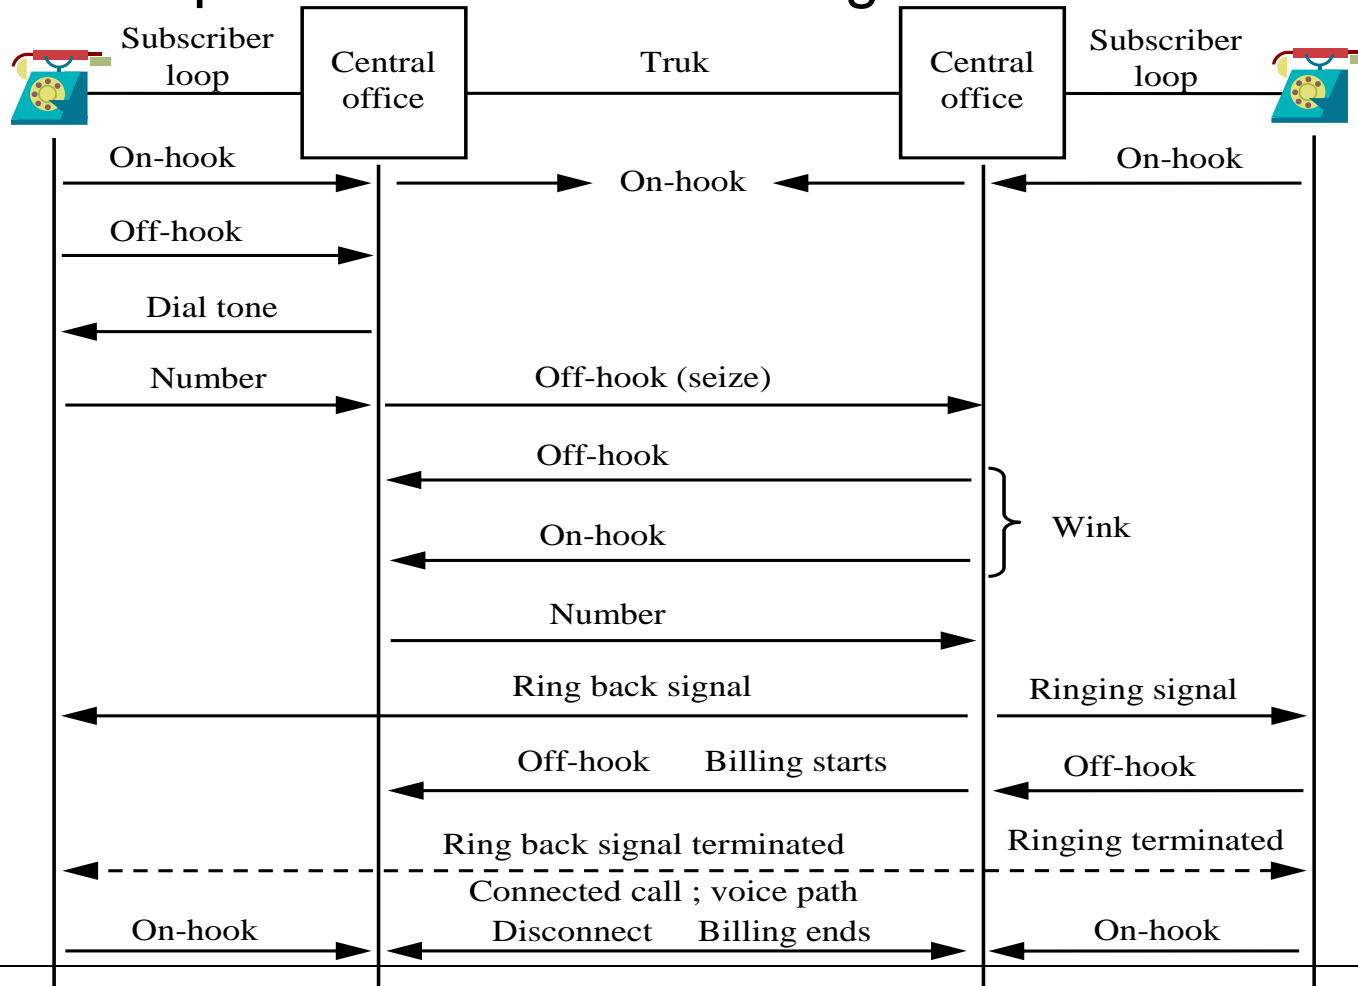 Subscriber
loop
Central
office
Truk
Central
office
Subscriber
loop
On-hook
On-hook
On-hook
Off-hook
Dial tone
Number
Off-hook (seize)
Off-hook
On-hook
Wink
Number
Ring back signal
Ringing signal
Off-hook Billing starts
Off-hook
Ring back signal terminated
Ringing terminated
Connected call ; voice path
On-hook
Disconnect Billing ends
On-hook